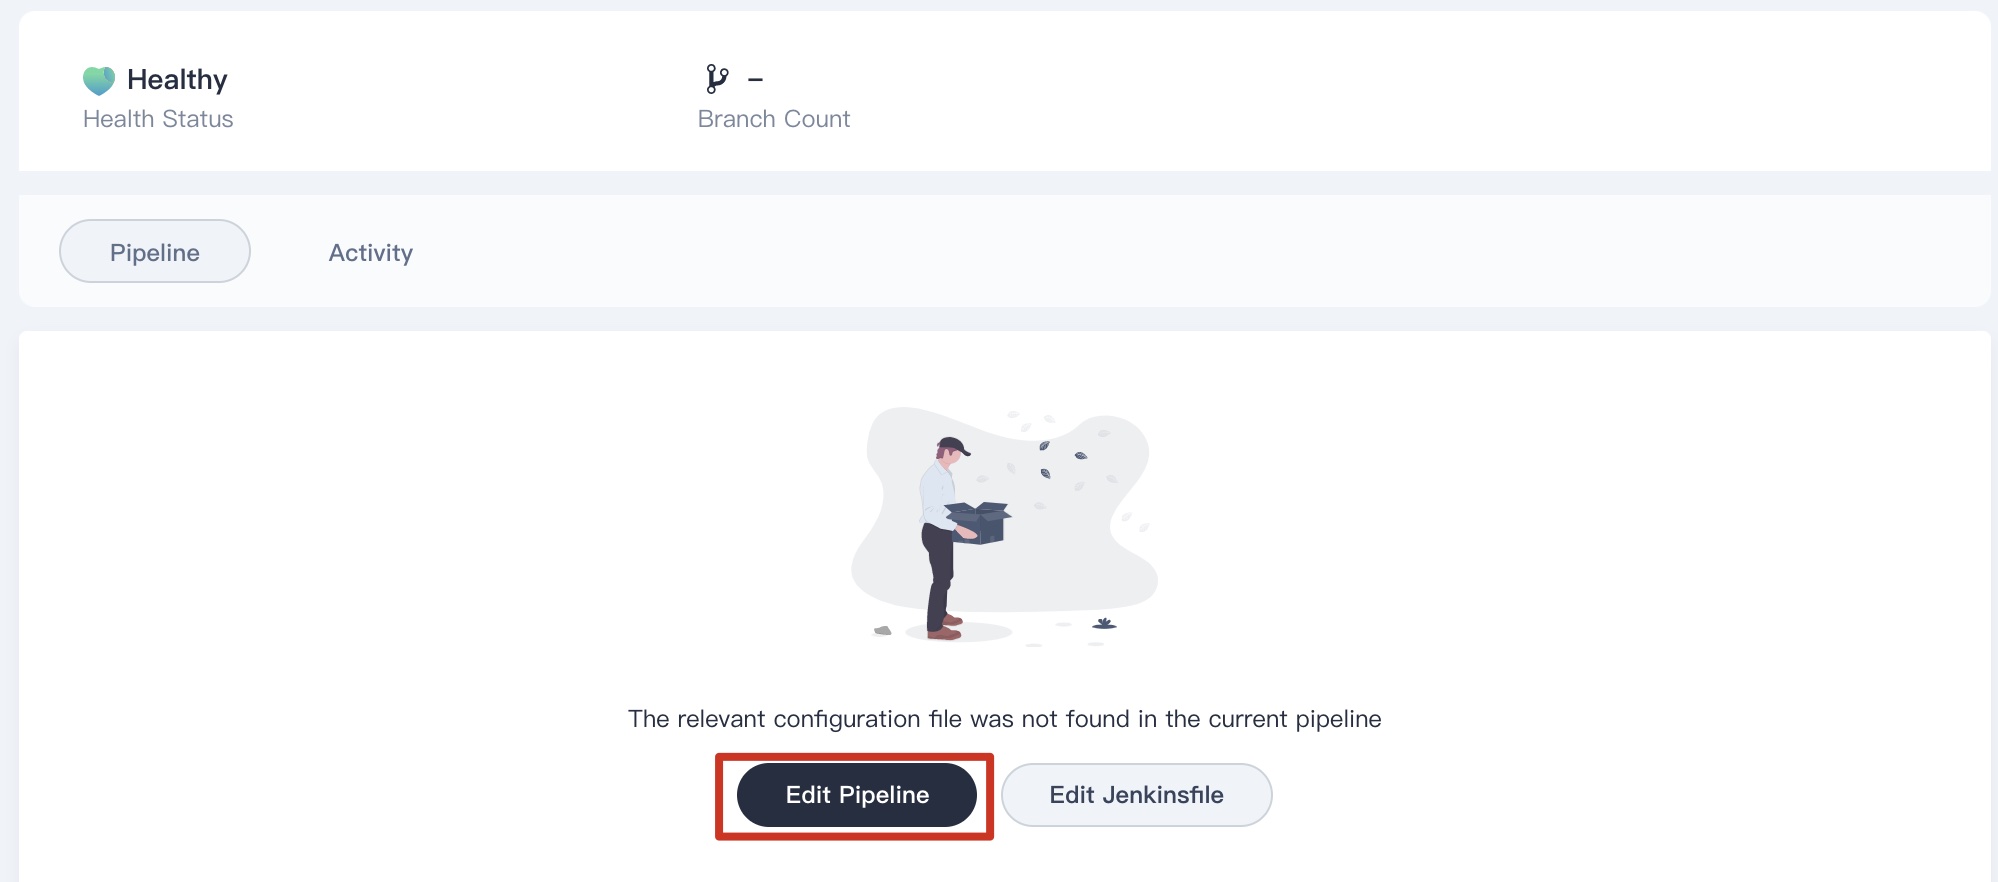 Healthy
Health Status
–
Branch Count
Pipeline
Activity
The relevant configuration file was not found in the current pipeline
Edit Pipeline
Edit Jenkinsfile